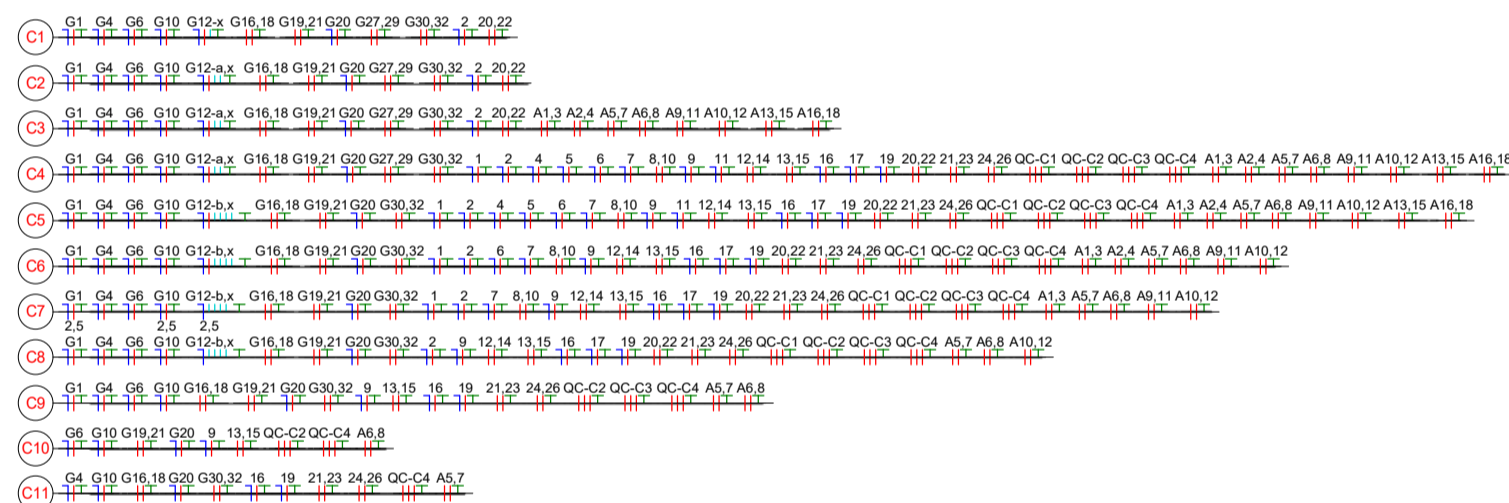 C1 G1 G4 G6 G10 G12-x G16,18 G19,21 G20 G27,29 G30,32 2 20,22
C2 G1 G4 G6 G10 G12-a,x G16,18 G19,21 G20 G27,29 G30,32 2 20,22
C3 G1 G4 G6 G10 G12-a,x G16,18 G19,21 G20 G27,29 G30,32 2 20,22 A1,3 A2,4 A5,7 A6,8 A9,11 A10,12 A13,15 A16,18
C4 G1 G4 G6 G10 G12-a,x G16,18 G19,21 G20 G27,29 G30,32 1 2 4 5 6 7 8,10 9 11 12,14 13,15 16 17 19 20,22 21,23 24,26 QC-C1 QC-C2 QC-C3 QC-C4 A1,3 A2,4 A5,7 A6,8 A9,11 A10,12 A13,15 A16,18
C5 G1 G4 G6 G10 G12-b,x G16,18 G19,21 G20 G30,32 1 2 4 5 6 7 8,10 9 11 12,14 13,15 16 17 19 20,22 21,23 24,26 QC-C1 QC-C2 QC-C3 QC-C4 A1,3 A2,4 A5,7 A6,8 A9,11 A10,12 A13,15 A16,18
C6 G1 G4 G6 G10 G12-b,x G16,18 G19,21 G20 G30,32 1 2 6 7 8,10 9 12,14 13,15 16 17 19 20,22 21,23 24,26 QC-C1 QC-C2 QC-C3 QC-C4 A1,3 A2,4 A5,7 A6,8 A9,11 A10,12
C7 G1 G4 G6 G10 G12-b,x G16,18 G19,21 G20 G30,32 1 2 7 8,10 9 12,14 13,15 16 17 19 20,22 21,23 24,26 QC-C1 QC-C2 QC-C3 QC-C4 A1,3 A5,7 A6,8 A9,11 A10,12
2,5 2,5 2,5
C8 G1 G4 G6 G10 G12-b,x G16,18 G19,21 G20 G30,32 2 9 12,14 13,15 16 17 19 20,22 21,23 24,26 QC-C1 QC-C2 QC-C3 QC-C4 A5,7 A6,8 A10,12
C9 G1 G4 G6 G10 G16,18 G19,21 G20 G30,32 9 13,15 16 19 21,23 24,26 QC-C2 QC-C3 QC-C4 A5,7 A6,8
C10 G6 G10 G19,21 G20 9 13,15 QC-C2 QC-C4 A6,8
C11 G4 G10 G16,18 G20 G30,32 16 19 21,23 24,26 QC-C4 A5,7